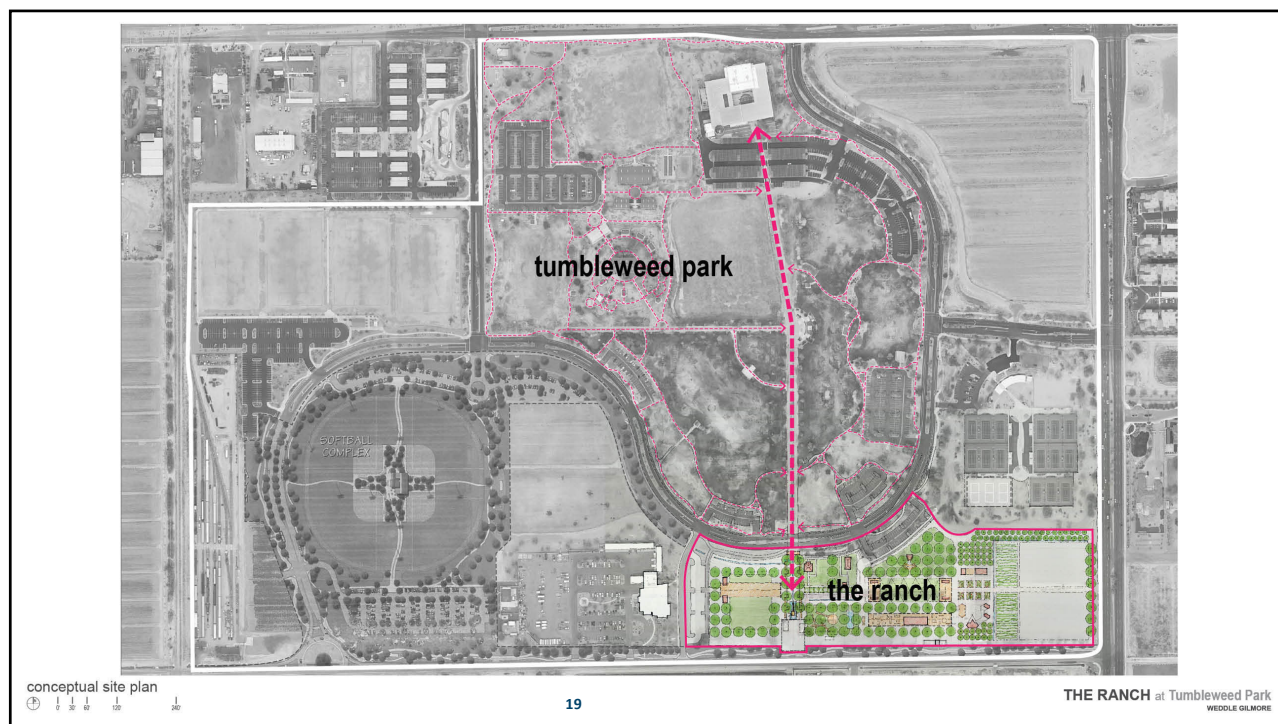 tumbleweed park
SOFTBALL
COMPLEX
the ranch
conceptual site plan
0' 30' 60' 120' 240'
19
THE RANCH at Tumbleweed Park
WEDDLE GILMORE